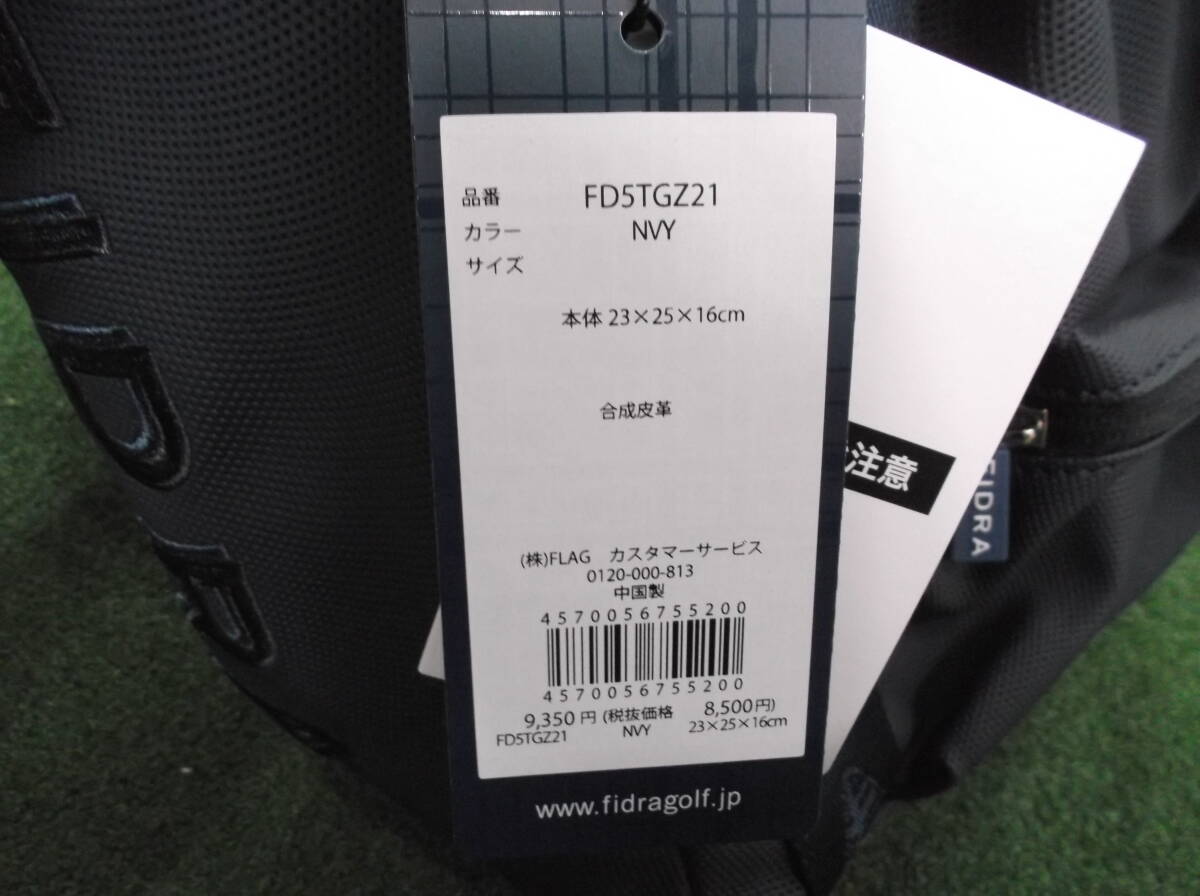 品番 FD5TGZ21
カラー NVY
サイズ
本体 23×25×16cm
合成皮革
(株)FLAG カスタマーサービス
0120-000-813
中国製
4570056755200
4570056755200
9,350円 (税抜価格 8,500円)
FD5TGZ21 NVY 23×25×16cm
www.fidragolf.jp
注意
FIDRA